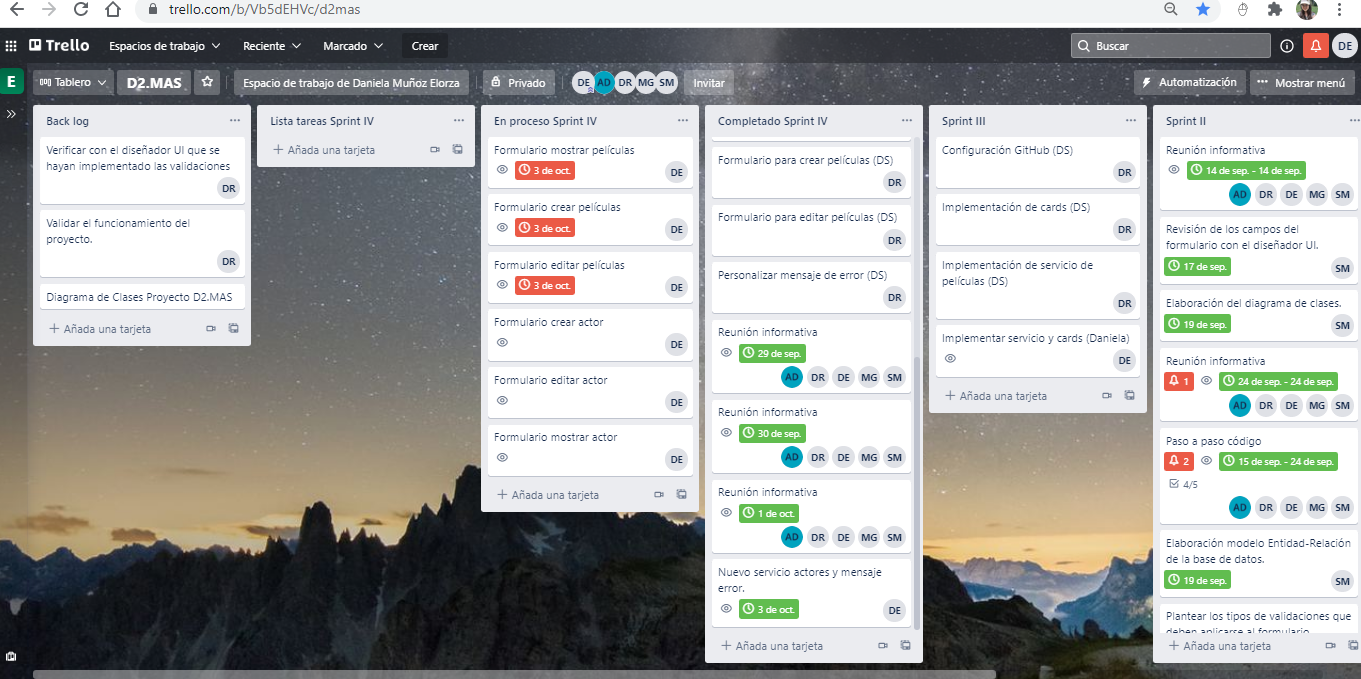 trello.com/b/Vb5dEHVc/d2mas
Trello
Espacios de trabajo
Reciente
Marcado
Crear
Buscar
DE
E
Tablero
D2.MAS
Espacio de trabajo de Daniela Muñoz Elorza
Privado
DE AD DR MG SM
Invitar
Automatización
Mostrar menú
Back log
Verificar con el diseñador UI que se
hayan implementado las validaciones
DR
Validar el funcionamiento del
proyecto.
DR
Diagrama de Clases Proyecto D2.MAS
Añada una tarjeta
Lista tareas Sprint IV
Añada una tarjeta
En proceso Sprint IV
Formulario mostrar películas
3 de oct.
DE
Formulario crear películas
3 de oct.
DE
Formulario editar películas
3 de oct.
DE
Formulario crear actor
DE
Formulario editar actor
DE
Formulario mostrar actor
DE
Añada una tarjeta
Completado Sprint IV
Formulario para crear películas (DS)
DR
Formulario para editar películas (DS)
DR
Personalizar mensaje de error (DS)
DR
Reunión informativa
29 de sep.
AD DR DE MG SM
Reunión informativa
30 de sep.
AD DR DE MG SM
Reunión informativa
1 de oct.
AD DR DE MG SM
Nuevo servicio actores y mensaje
error.
3 de oct.
DE
Añada una tarjeta
Sprint III
Configuración GitHub (DS)
DR
Implementación de cards (DS)
DR
Implementación de servicio de
películas (DS)
DR
Implementar servicio y cards (Daniela)
DE
Añada una tarjeta
Sprint II
Reunión informativa
14 de sep. - 14 de sep.
AD DR DE MG SM
Revisión de los campos del
formulario con el diseñador UI.
17 de sep.
SM
Elaboración del diagrama de clases.
19 de sep.
SM
Reunión informativa
1
24 de sep. - 24 de sep.
AD DR DE MG SM
Paso a paso código
2
15 de sep. - 24 de sep.
4/5
AD DR DE MG SM
Elaboración modelo Entidad-Relación
de la base de datos.
19 de sep.
SM
Plantear los tipos de validaciones que
deben aplicarse al formulario
Añada una tarjeta